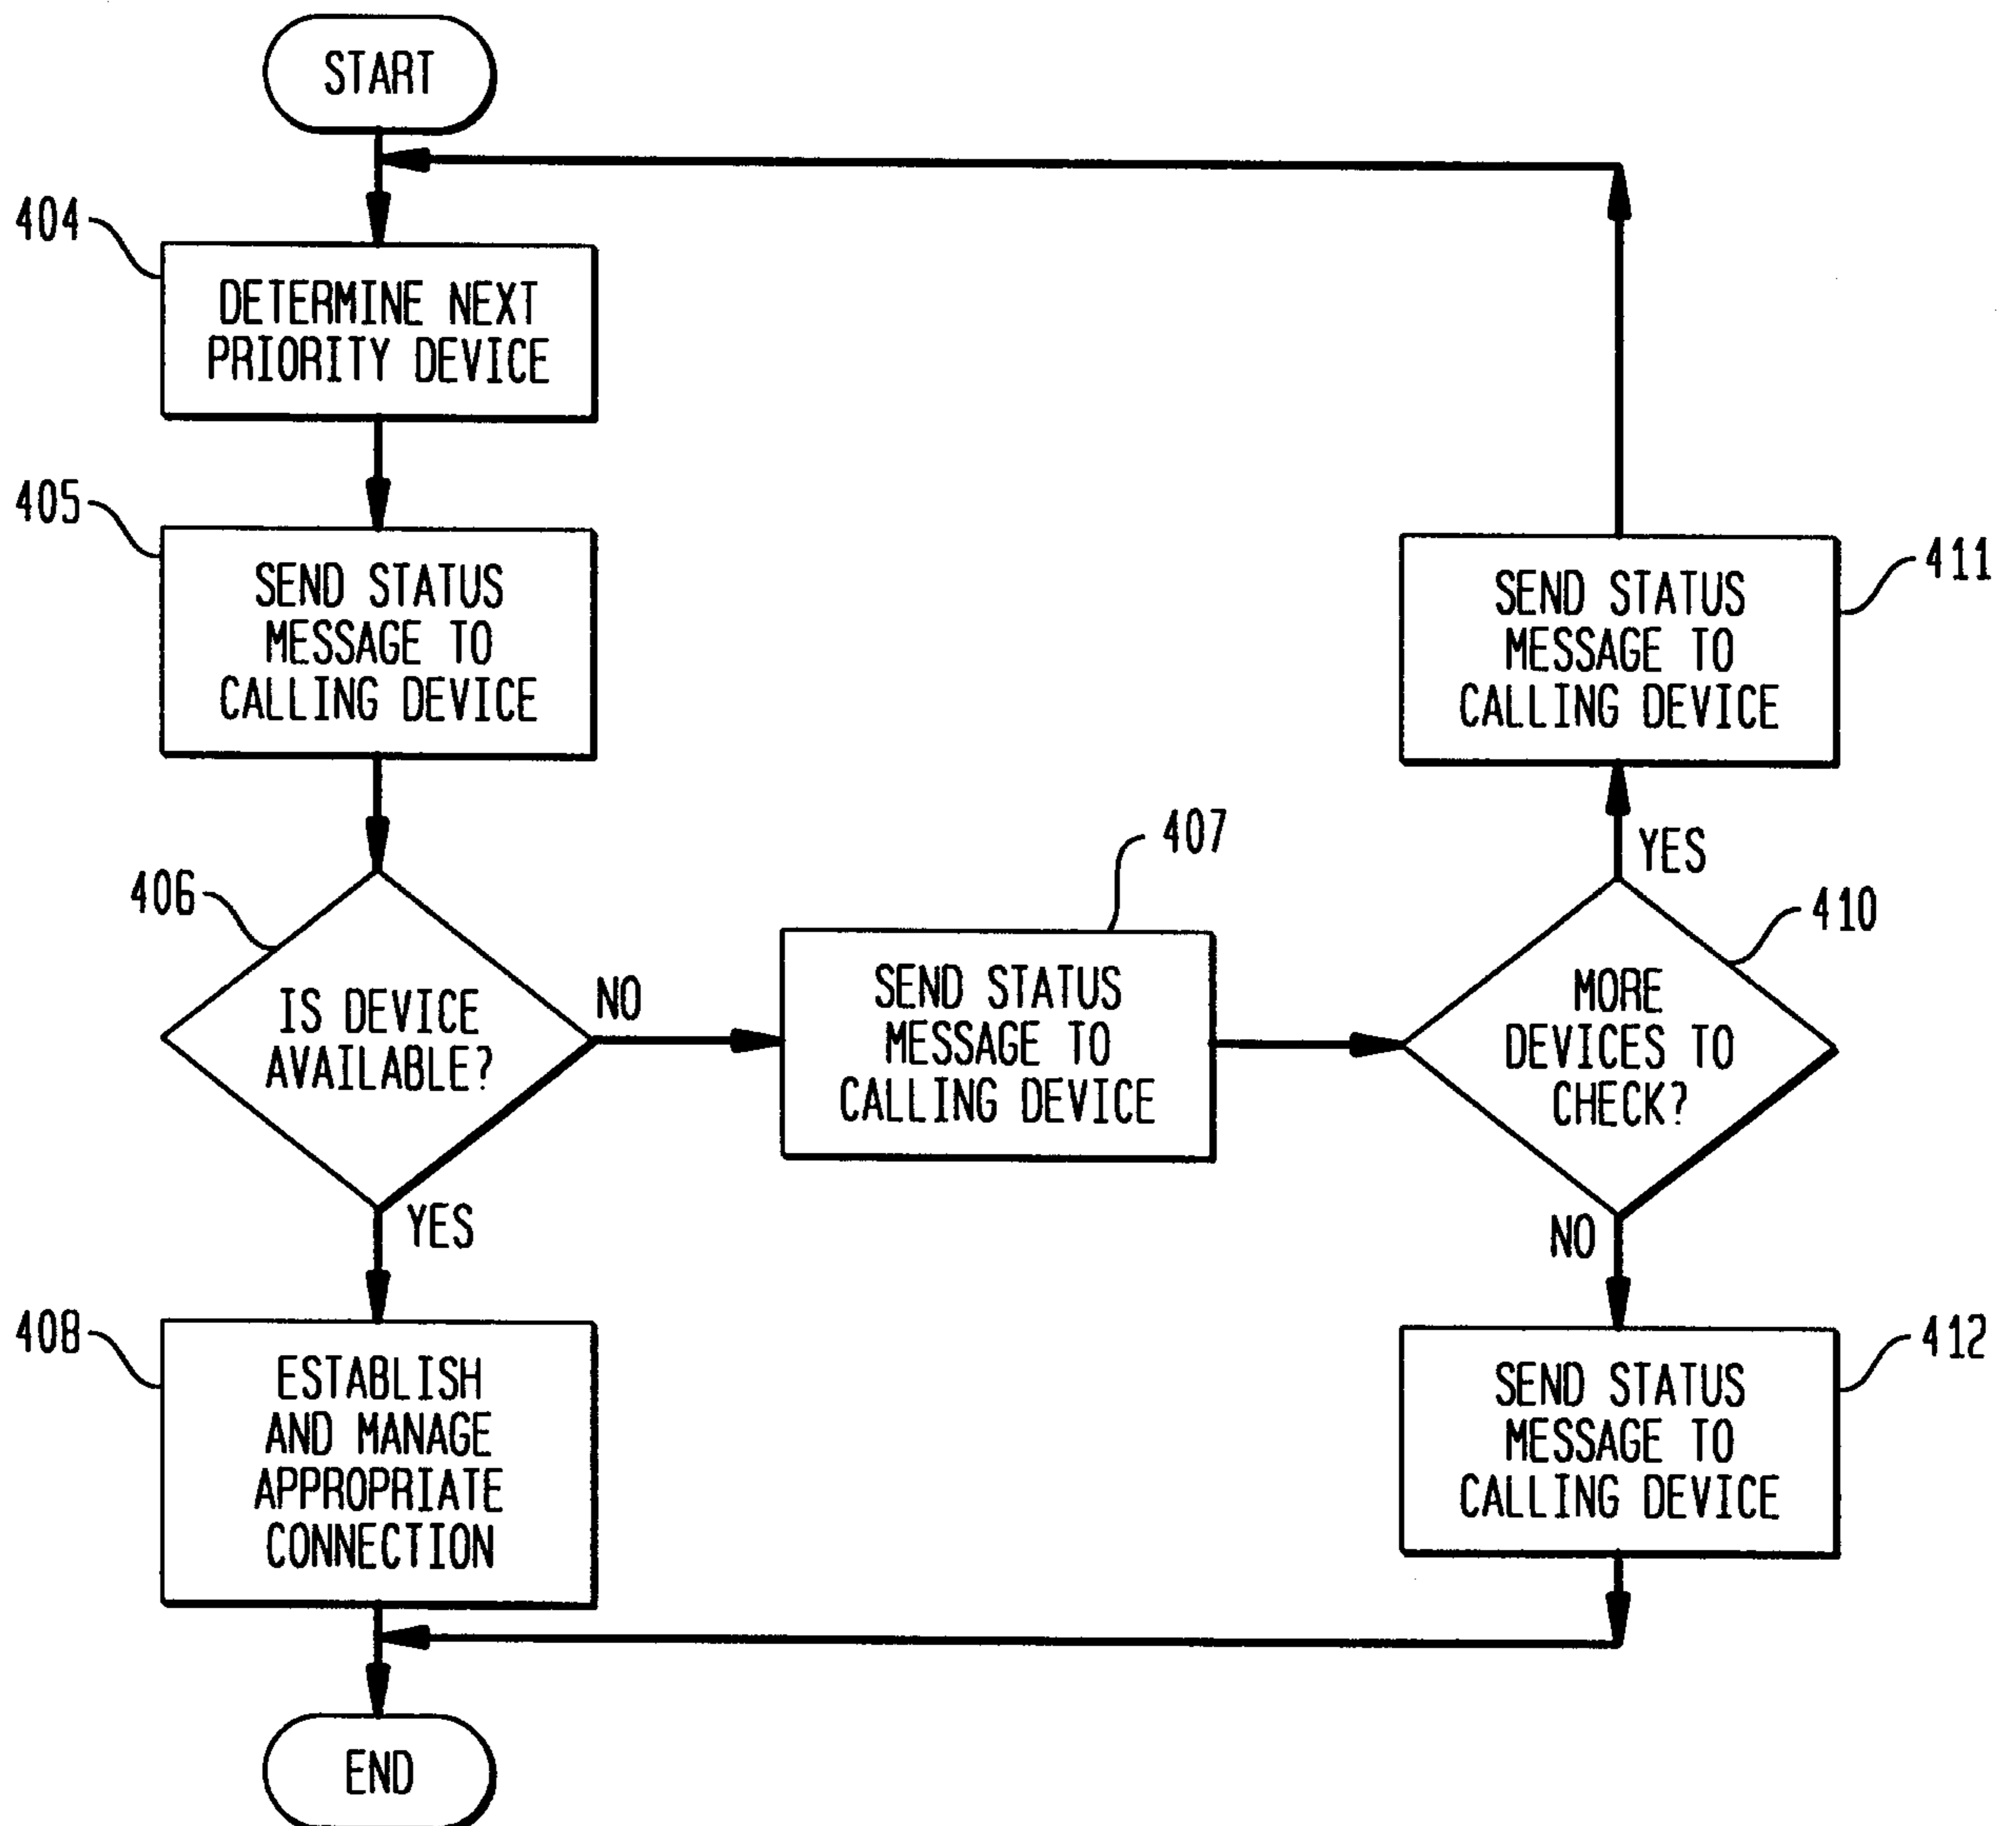 START
404
DETERMINE NEXT
PRIORITY DEVICE
405
SEND STATUS
MESSAGE TO
CALLING DEVICE
406
IS DEVICE
AVAILABLE?
NO
YES
407
SEND STATUS
MESSAGE TO
CALLING DEVICE
410
MORE
DEVICES TO
CHECK?
YES
NO
411
SEND STATUS
MESSAGE TO
CALLING DEVICE
408
ESTABLISH
AND MANAGE
APPROPRIATE
CONNECTION
412
SEND STATUS
MESSAGE TO
CALLING DEVICE
END